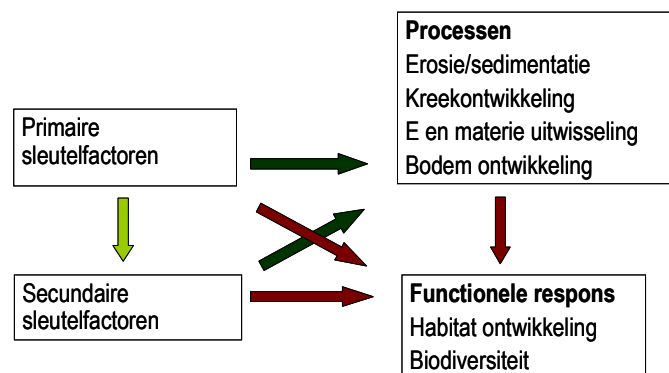 Primaire
sleutelfactoren
Secundaire
sleutelfactoren
Processen
Erosie/sedimentatie
Kreekontwikkeling
E en materie uitwisseling
Bodem ontwikkeling
Functionele respons
Habitat ontwikkeling
Biodiversiteit